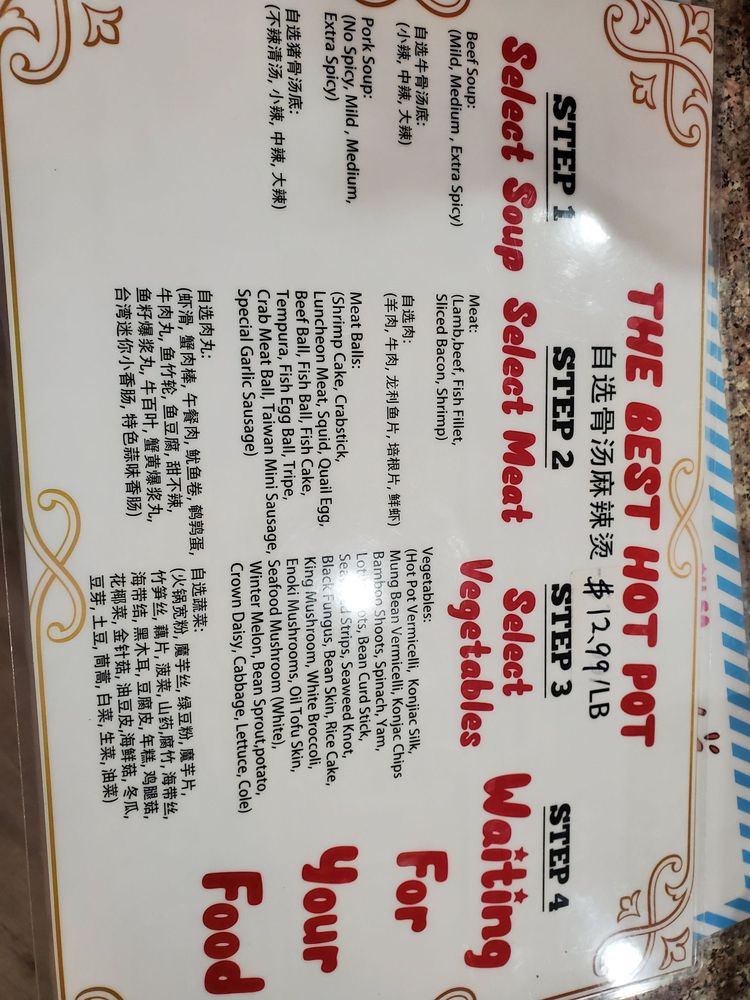 THE BEST HOT POT
自选骨汤麻辣烫 $12.99/LB
STEP 1
Select Soup
Beef Soup:
(Mild, Medium , Extra Spicy)
自选牛骨汤底:
(小辣, 中辣, 大辣)
Pork Soup:
(No Spicy, Mild , Medium,
Extra Spicy)
自选猪骨汤底:
(不辣清汤, 小辣, 中辣, 大辣)
STEP 2
Select Meat
Meat:
(Lamb,beef, Fish Fillet,
Sliced Bacon, Shrimp)
自选肉:
(羊肉, 牛肉, 龙利鱼片, 培根片, 鲜虾)
Meat Balls:
(Shrimp Cake, Crabstick,
Luncheon Meat, Squid, Quail Egg,
Beef Ball, Fish Ball, Fish Cake,
Tempura, Fish Egg Ball, Tripe,
Crab Meat Ball, Taiwan Mini Sausage,
Special Garlic Sausage)
自选肉丸:
(虾滑, 蟹肉棒, 午餐肉, 鱿鱼卷, 鹌鹑蛋,
牛肉丸, 鱼竹轮, 鱼豆腐, 甜不辣,
鱼籽爆浆丸, 牛百叶, 蟹黄爆浆丸,
台湾迷你小香肠, 特色蒜味香肠)
STEP 3
Select
Vegetables
Vegetables:
(Hot Pot Vermicelli, Konjiac Silk,
Mung Bean Vermicelli, Konjac Chips
Bamboo Shoots, Spinach, Yam,
Bean Curd Stick,
Strips, Seaweed Knot,
Black Fungus, Bean Skin, Rice Cake,
King Mushroom, White Broccoli,
Enoki Mushrooms, Oil Tofu Skin,
Seafood Mushroom (White),
Winter Melon, Bean Sprout,potato,
Crown Daisy, Cabbage, Lettuce, Cole)
自选蔬菜:
(火锅宽粉, 魔芋丝, 绿豆粉, 魔芋片,
竹笋丝, 藕片, 菠菜, 山药,腐竹, 海带丝,
海带结, 黑木耳, 豆腐皮, 年糕, 鸡腿菇,
花椰菜, 金针菇, 油豆皮,海鲜菇, 冬瓜,
豆芽, 土豆, 茼蒿, 白菜, 生菜, 油菜)
STEP 4
Waiting
For
Your
Food